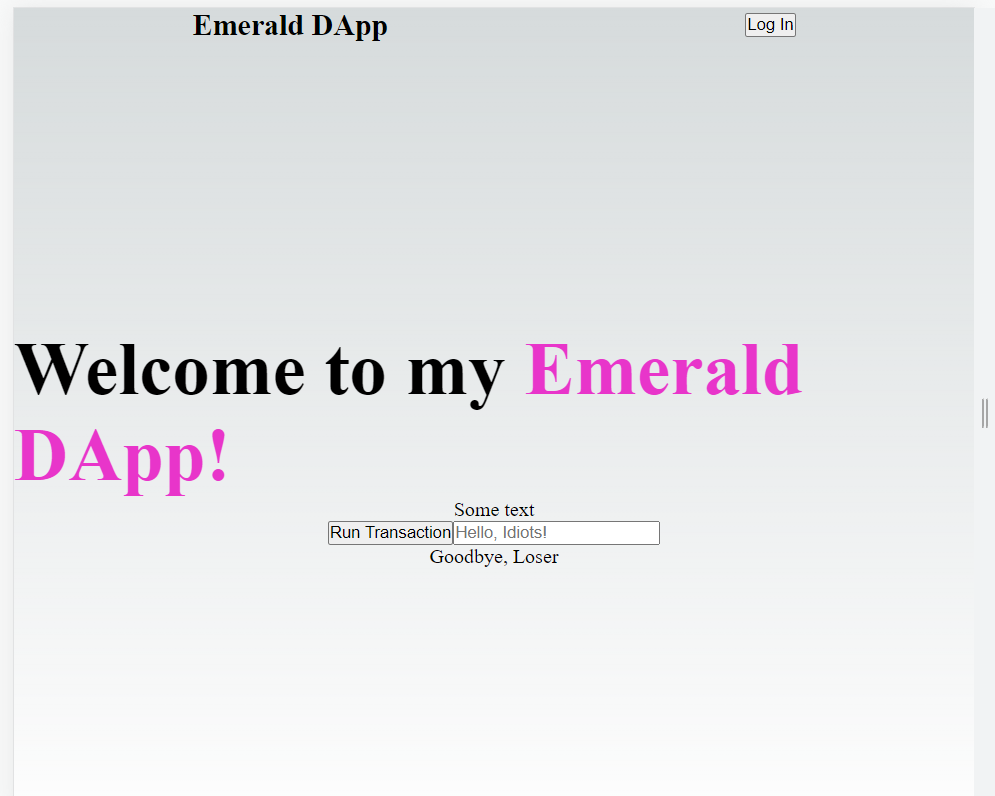 Emerald DApp
Log In
Welcome to my Emerald
DApp!
Some text
Run Transaction
Hello, Idiots!
Goodbye, Loser